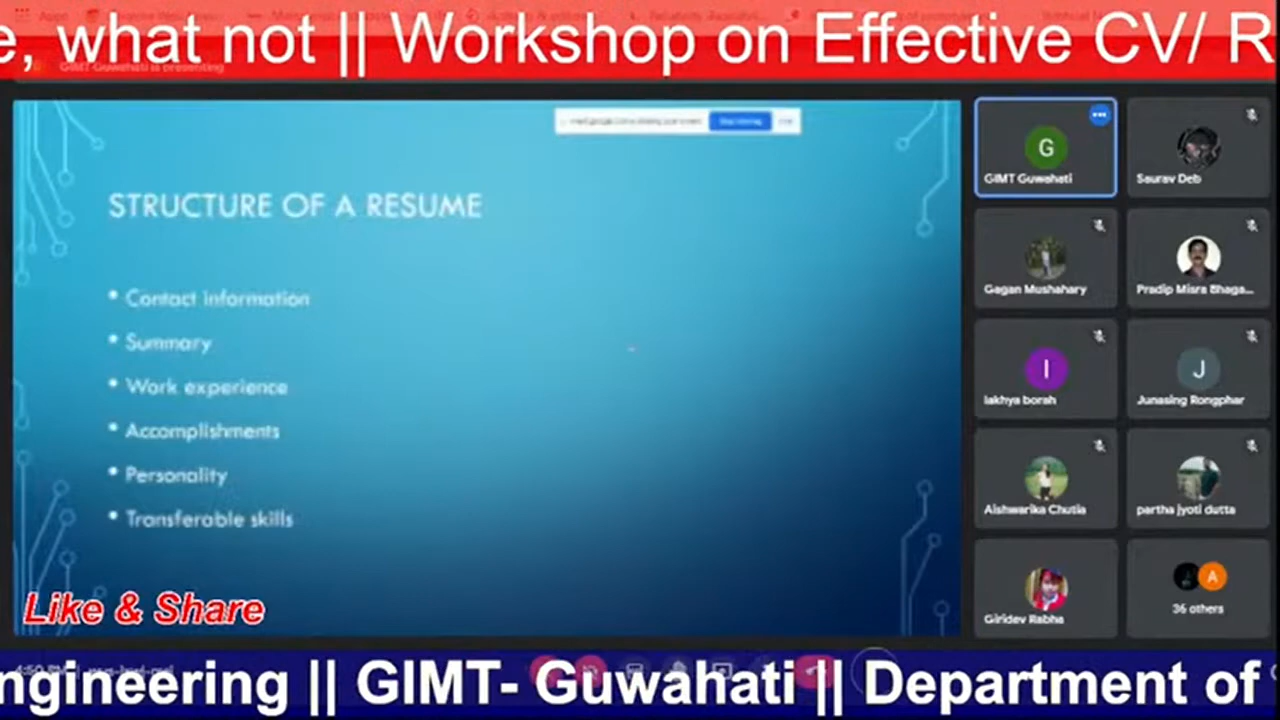 e, what not || Workshop on Effective CV/ R
GIMT Guwahati is presenting
STRUCTURE OF A RESUME
• Contact information
• Summary
• Work experience
• Accomplishments
• Personality
• Transferable skills
Like & Share
GIMT Guwahati
Saurav Deb
Gagan Mushahary
Pradip Misra Bhaga...
lakhya borah
Junasing Rongphar
Aishwarika Chutia
partha jyoti dutta
Giridev Rabha
36 others
G
I
J
A
ngineering || GIMT- Guwahati || Department of